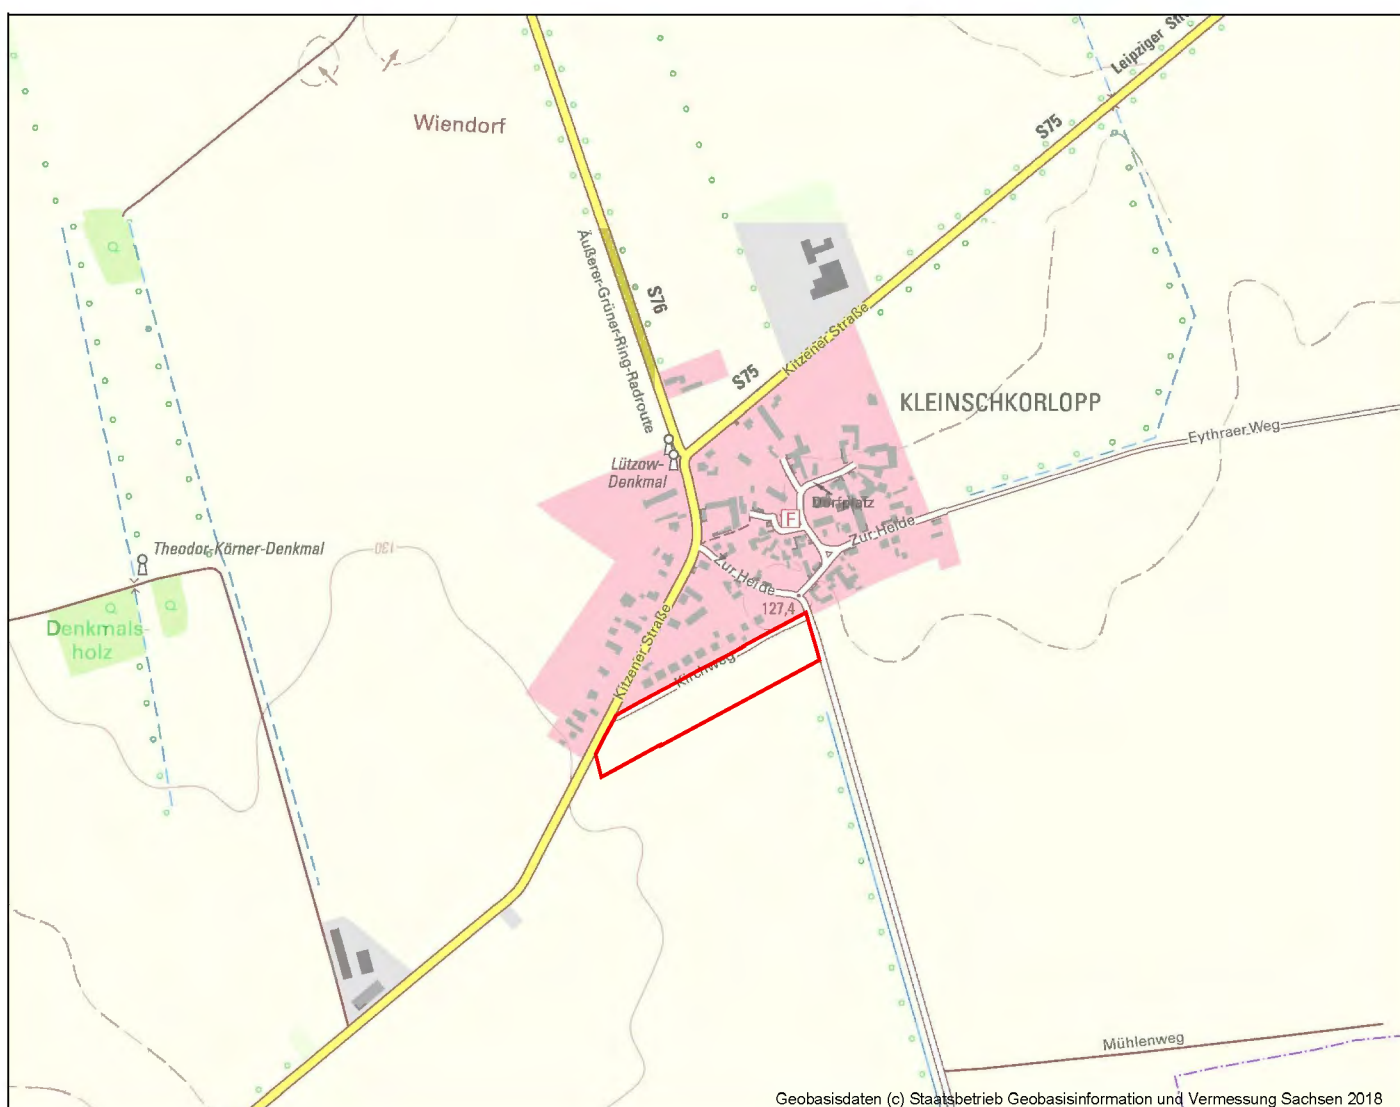 Leipziger
S75
Wiendorf
Äußerer-Grüner-Ring-Radroute
S76
Kitzener Straße
S75
KLEINSCHKORLOPP
Eythraer Weg
Lützow-
Denkmal
Dorfplatz
F
Zur Heide
Theodor-Körner-Denkmal
130
Zur Heide
127,4
Denkmals-
holz
Kitzener Straße
Kirchweg
Mühlenweg
Geobasisdaten (c) Staatsbetrieb Geobasisinformation und Vermessung Sachsen 2018